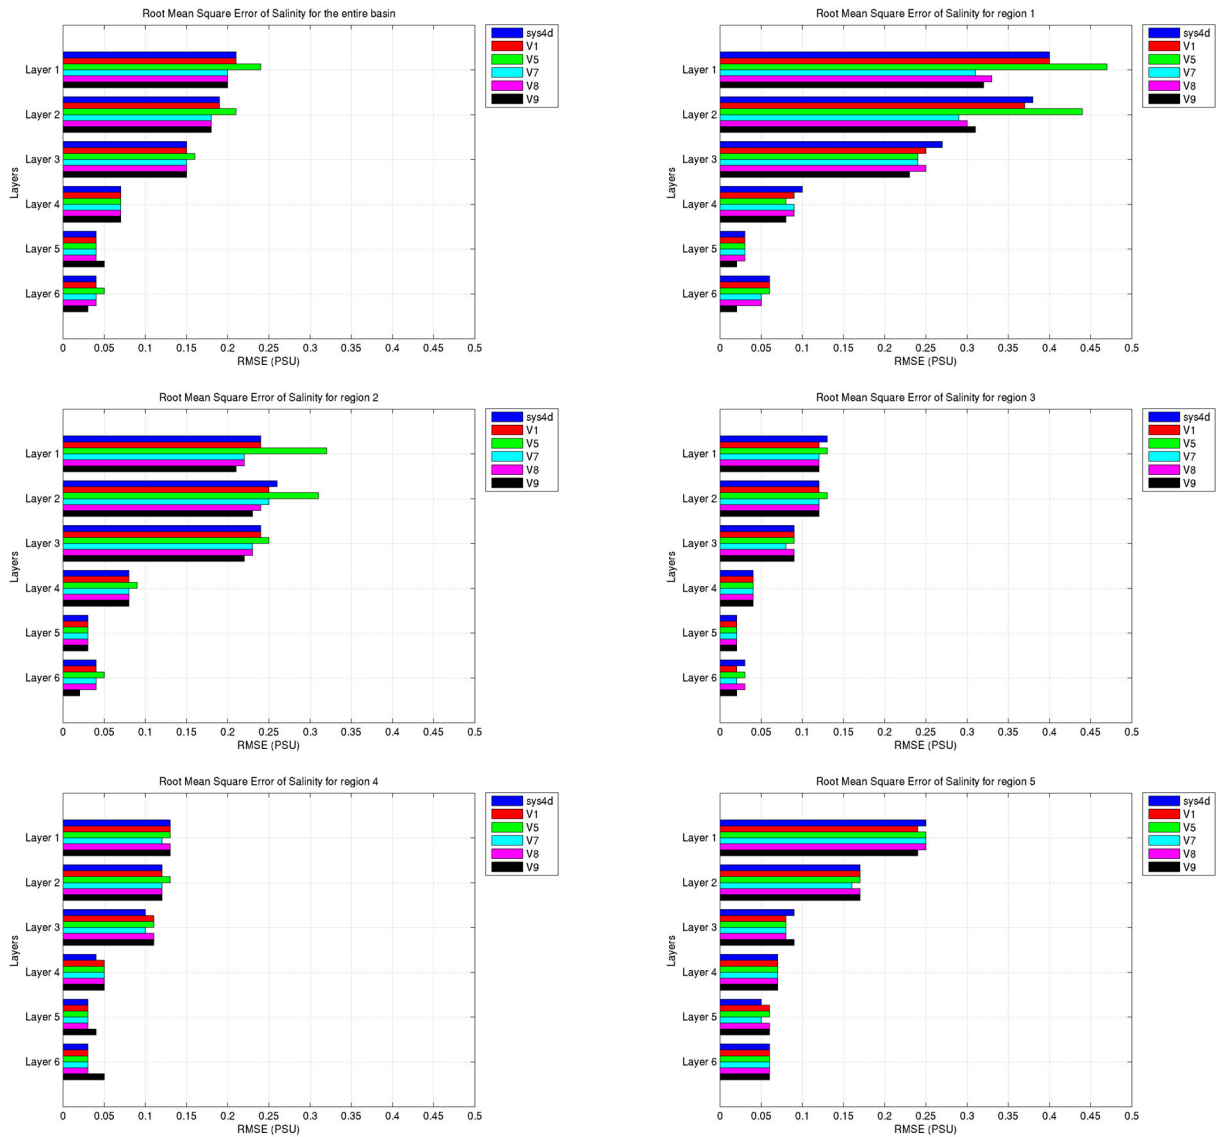 Root Mean Square Error of Salinity for the entire basin
sys4d
V1
V5
V7
V8
V9
Layer 1
Layer 2
Layer 3
Layer 4
Layer 5
Layer 6
Layers
0 0.05 0.1 0.15 0.2 0.25 0.3 0.35 0.4 0.45 0.5
RMSE (PSU)
Root Mean Square Error of Salinity for region 1
sys4d
V1
V5
V7
V8
V9
Layer 1
Layer 2
Layer 3
Layer 4
Layer 5
Layer 6
Layers
0 0.05 0.1 0.15 0.2 0.25 0.3 0.35 0.4 0.45 0.5
RMSE (PSU)
Root Mean Square Error of Salinity for region 2
sys4d
V1
V5
V7
V8
V9
Layer 1
Layer 2
Layer 3
Layer 4
Layer 5
Layer 6
Layers
0 0.05 0.1 0.15 0.2 0.25 0.3 0.35 0.4 0.45 0.5
RMSE (PSU)
Root Mean Square Error of Salinity for region 3
sys4d
V1
V5
V7
V8
V9
Layer 1
Layer 2
Layer 3
Layer 4
Layer 5
Layer 6
Layers
0 0.05 0.1 0.15 0.2 0.25 0.3 0.35 0.4 0.45 0.5
RMSE (PSU)
Root Mean Square Error of Salinity for region 4
sys4d
V1
V5
V7
V8
V9
Layer 1
Layer 2
Layer 3
Layer 4
Layer 5
Layer 6
Layers
0 0.05 0.1 0.15 0.2 0.25 0.3 0.35 0.4 0.45 0.5
RMSE (PSU)
Root Mean Square Error of Salinity for region 5
sys4d
V1
V5
V7
V8
V9
Layer 1
Layer 2
Layer 3
Layer 4
Layer 5
Layer 6
Layers
0 0.05 0.1 0.15 0.2 0.25 0.3 0.35 0.4 0.45 0.5
RMSE (PSU)